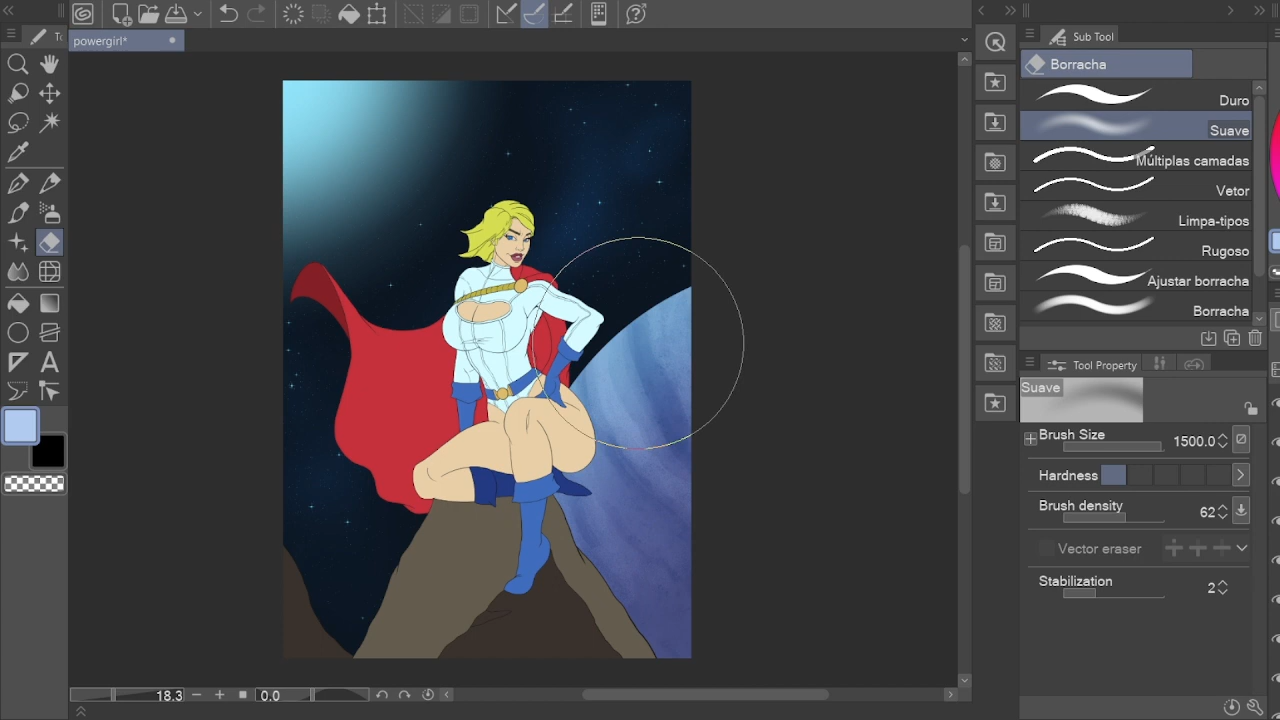 powergirl*
To
Sub Tool
Borracha
Duro
Suave
Múltiplas camadas
Vetor
Limpa-tipos
Rugoso
Ajustar borracha
Borracha
Tool Property
Suave
Brush Size
1500.0
Hardness
Brush density
62
Vector eraser
Stabilization
2
18.3
0.0